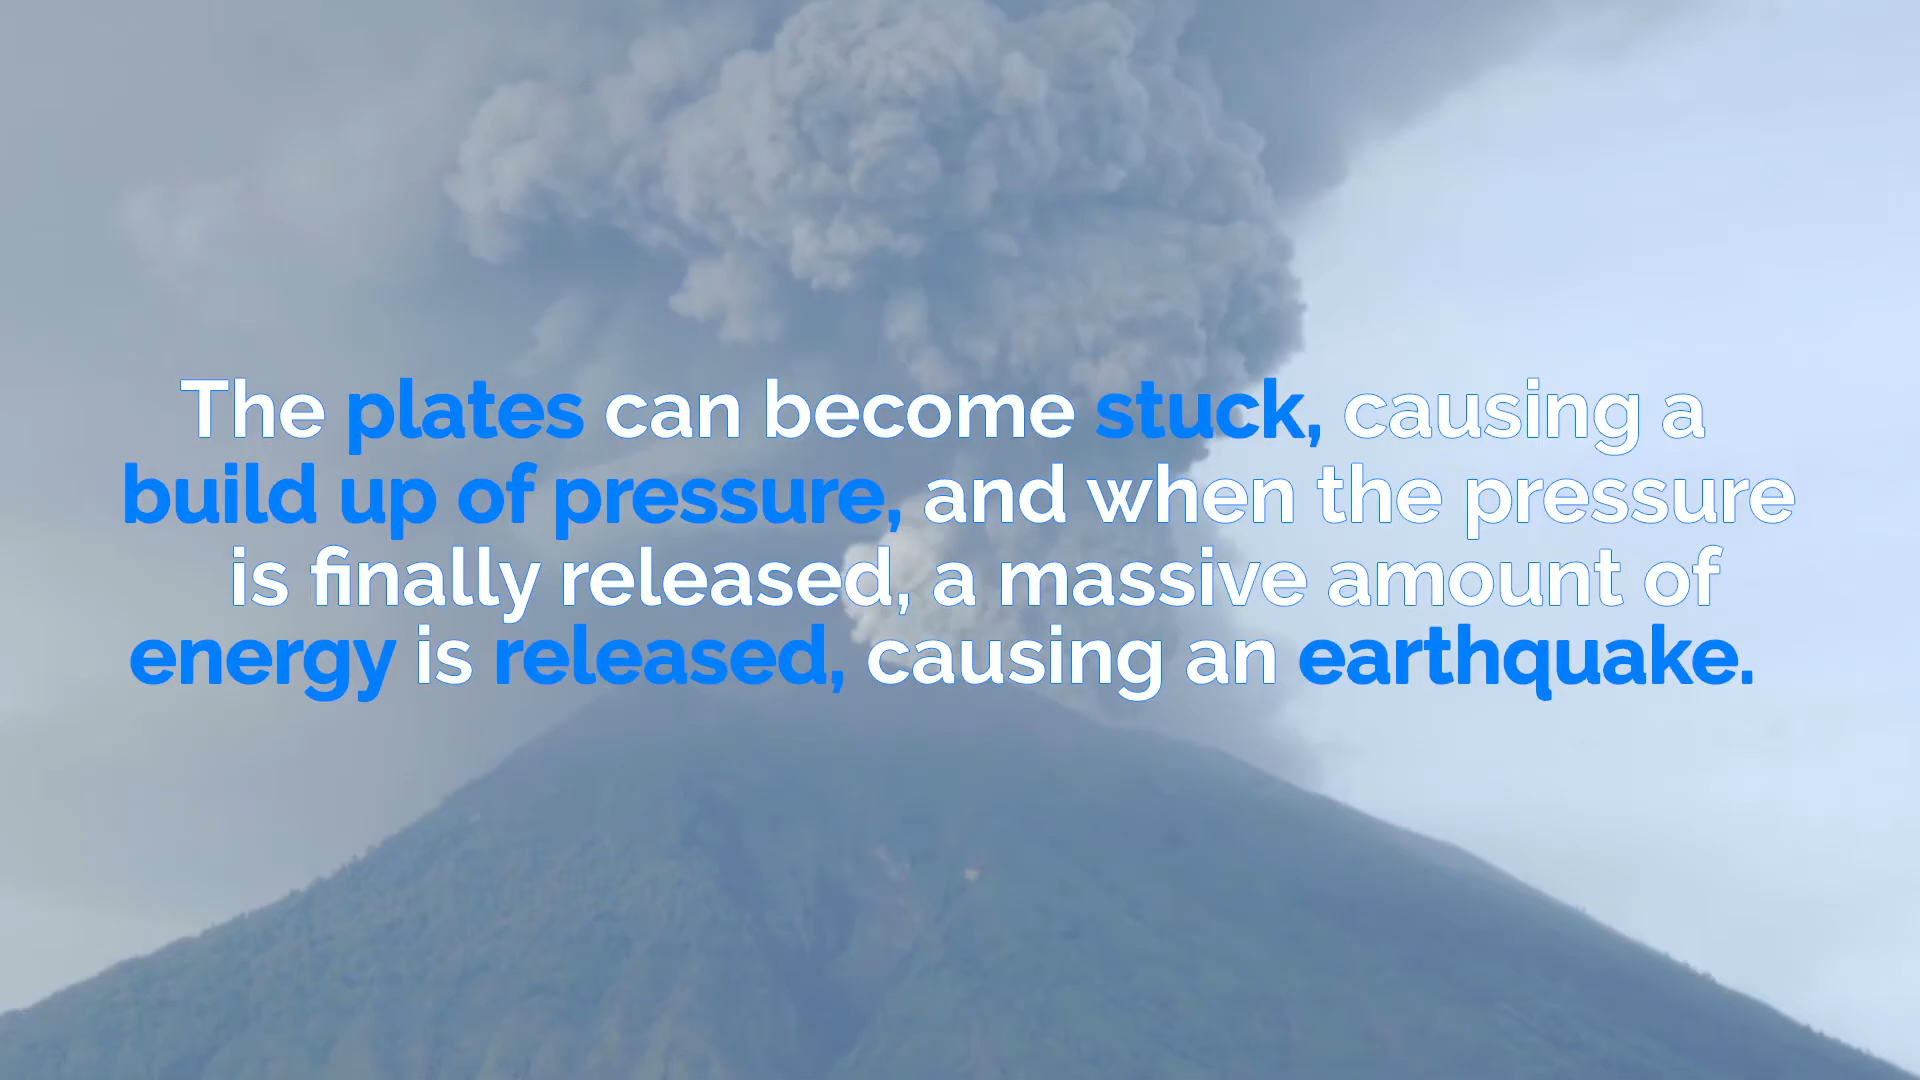 The plates can become stuck, causing a
build up of pressure, and when the pressure
is finally released, a massive amount of
energy is released, causing an earthquake.